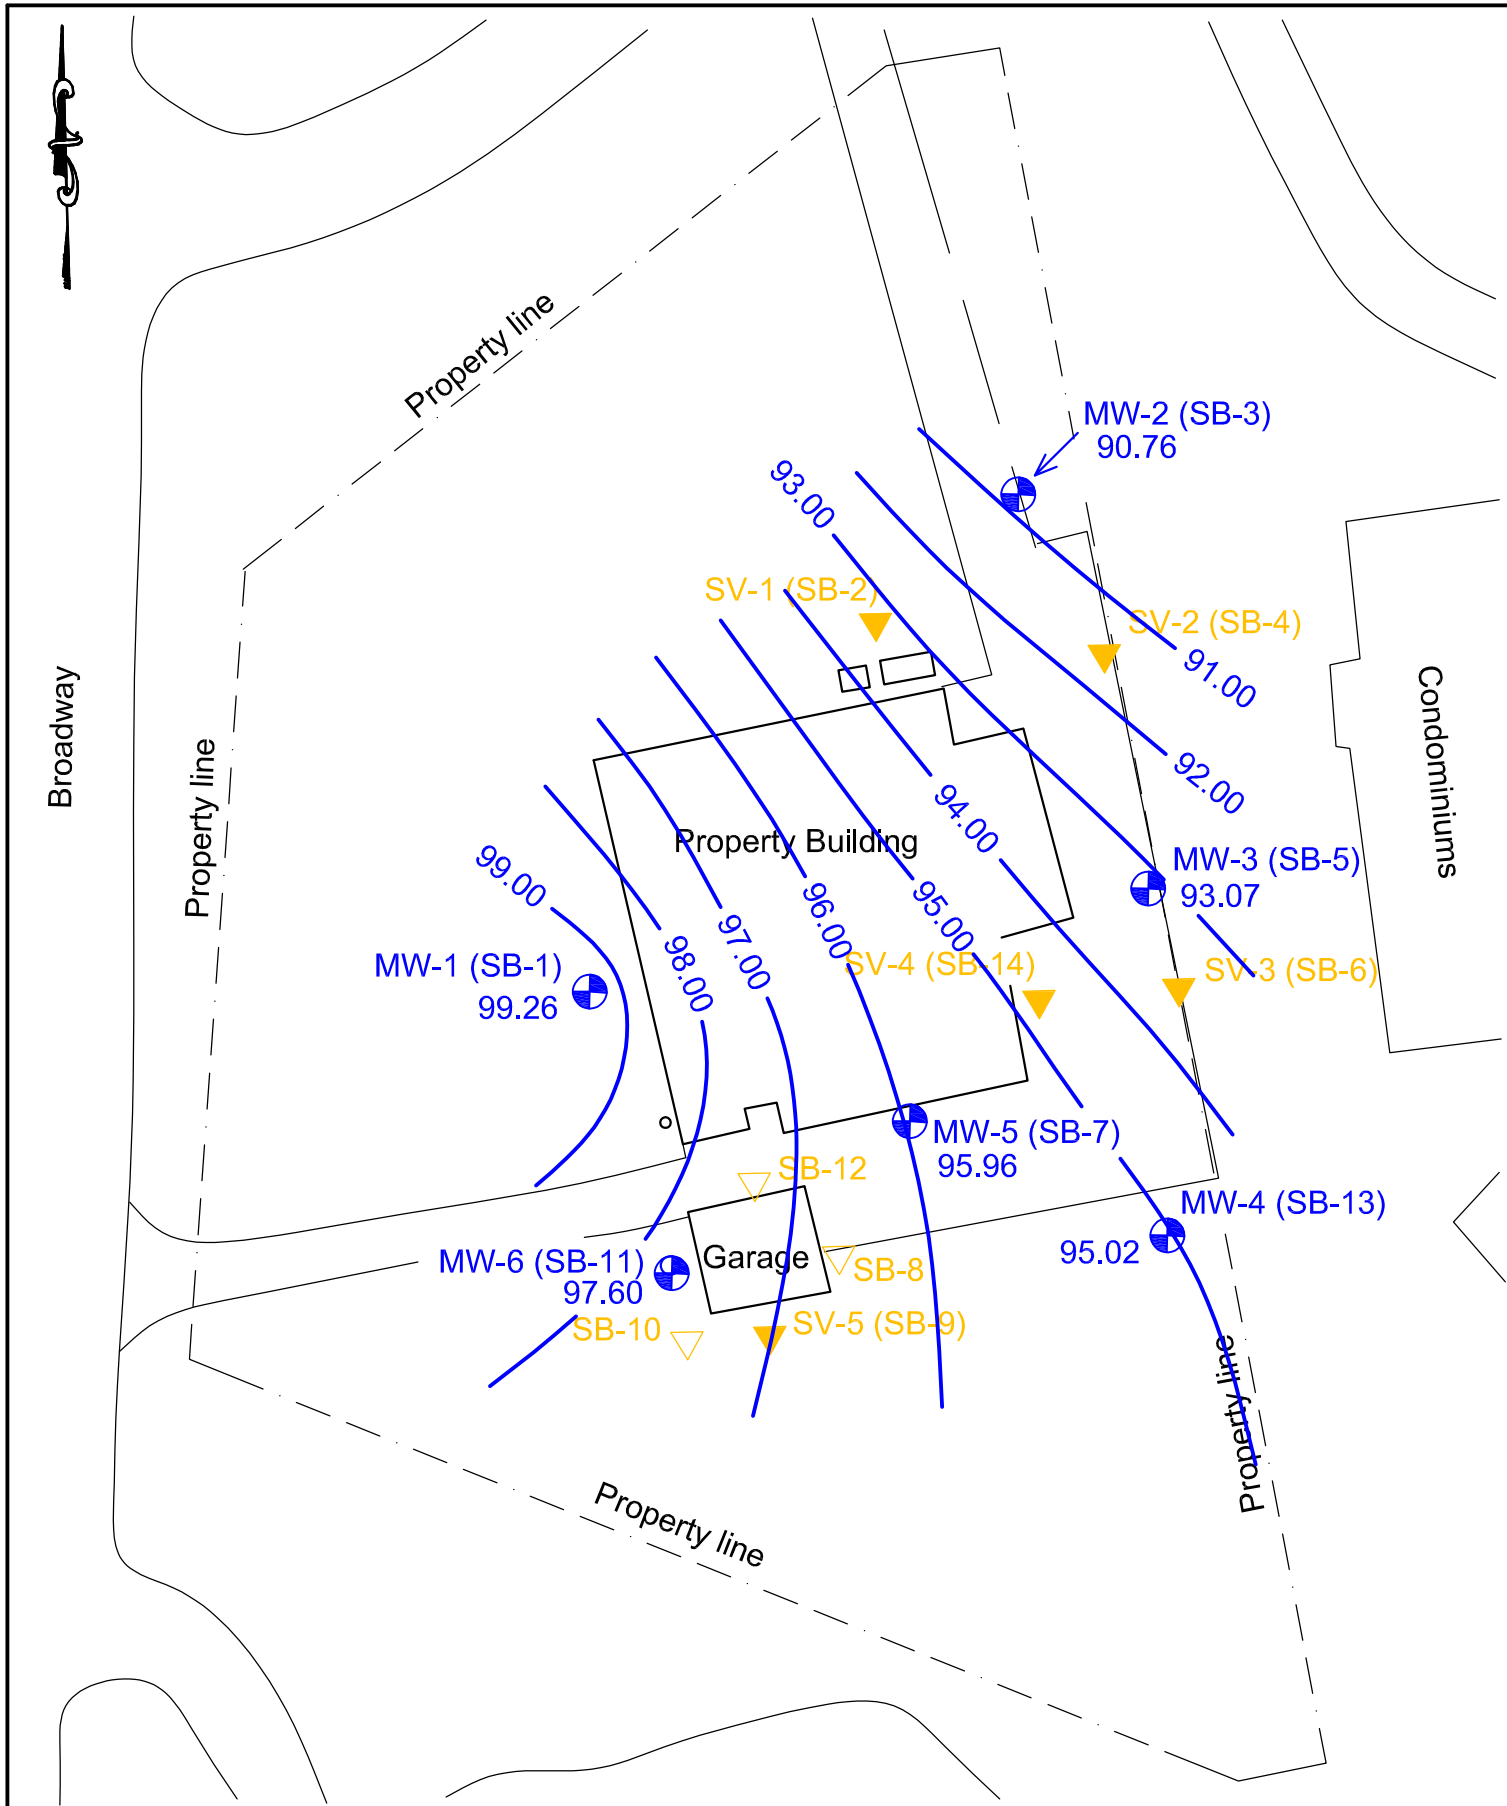 Property line
MW-2 (SB-3)
90.76
93.00
SV-1 (SB-2)
SV-2 (SB-4)
91.00
Broadway
Property line
Condominiums
92.00
94.00
Property Building
99.00
MW-3 (SB-5)
93.07
96.00
95.00
97.00
98.00
MW-1 (SB-1)
99.26
SV-4 (SB-14)
SV-3 (SB-6)
MW-5 (SB-7)
95.96
SB-12
MW-4 (SB-13)
95.02
MW-6 (SB-11)
97.60
Garage
SB-8
SB-10
SV-5 (SB-9)
Property line
Property line